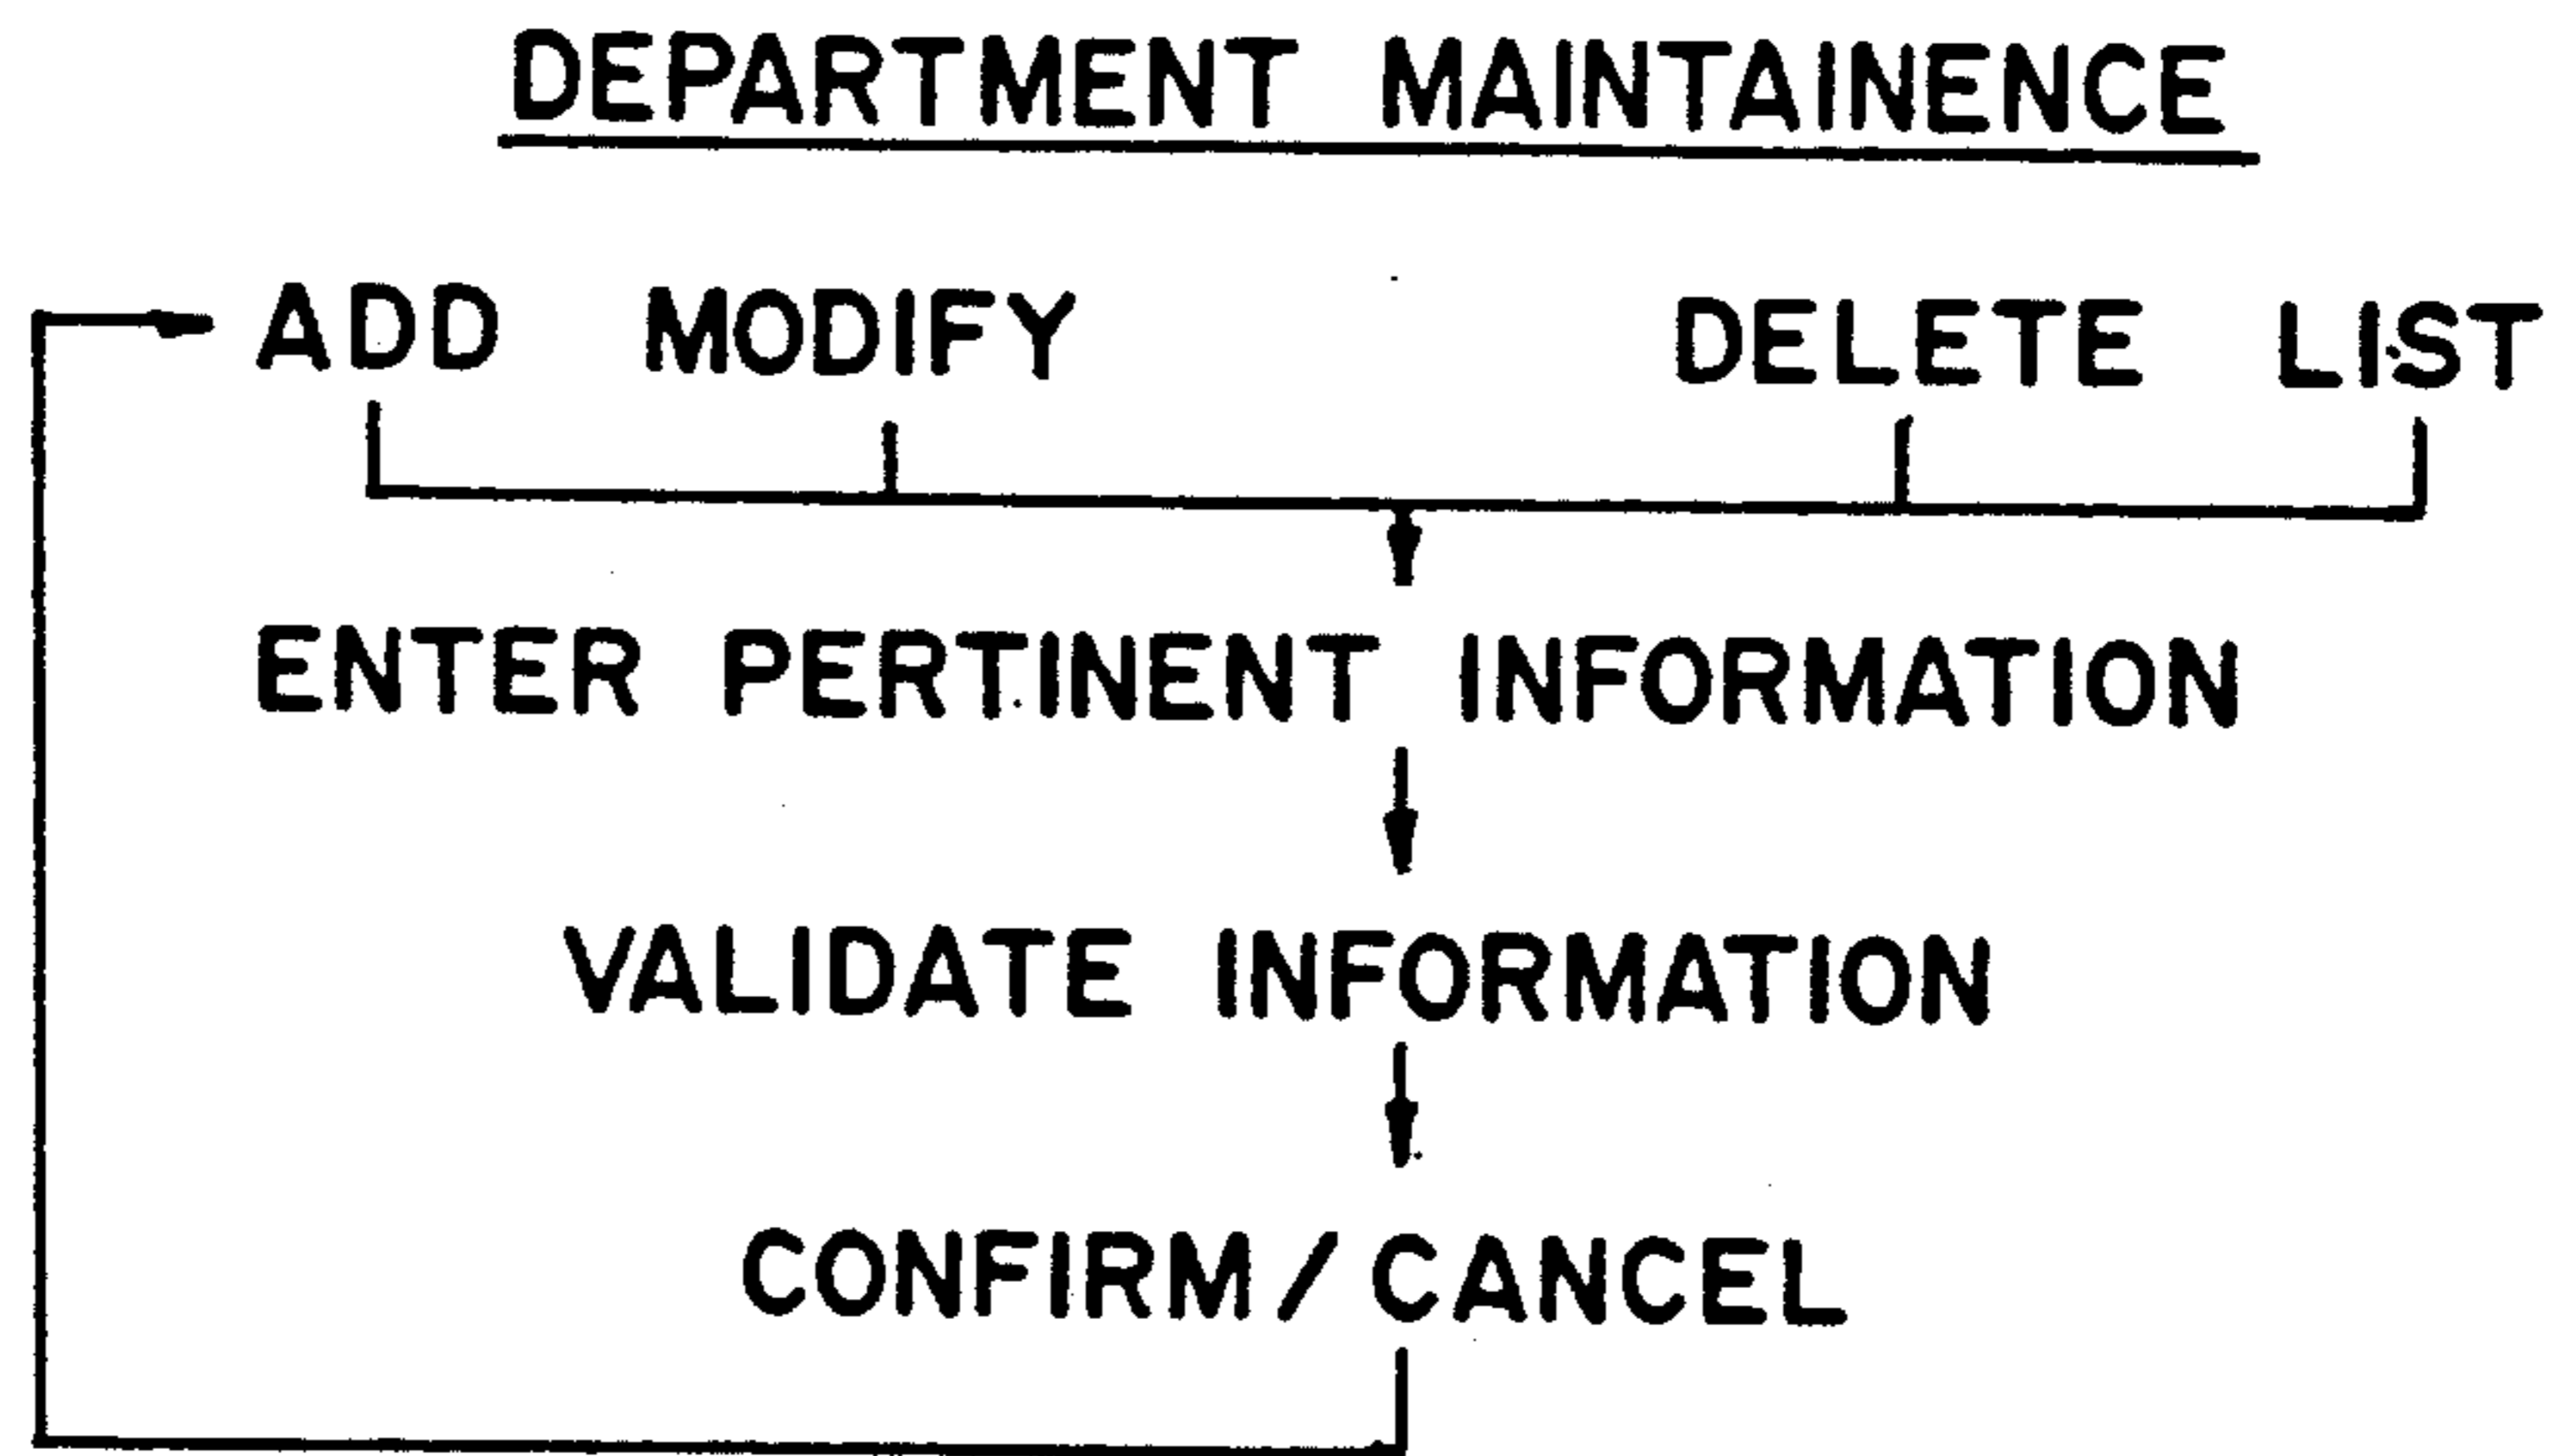 DEPARTMENT MAINTAINENCE
ADD MODIFY DELETE LIST
ENTER PERTINENT INFORMATION
VALIDATE INFORMATION
CONFIRM/CANCEL